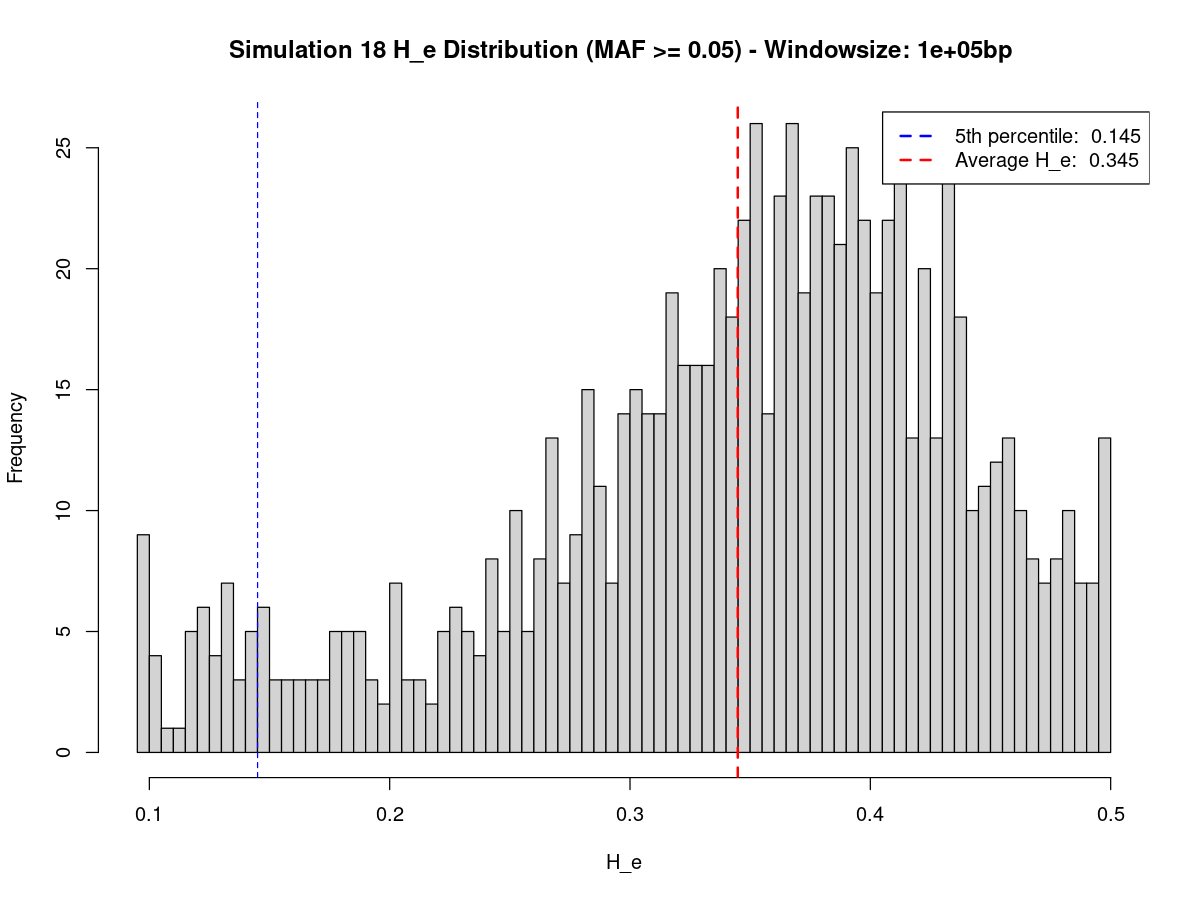 Simulation 18 H_e Distribution (MAF >= 0.05) - Windowsize: 1e+05bp
5th percentile:  0.145
Average H_e:  0.345
Frequency
25
20
15
10
5
0
0.1 0.2 0.3 0.4 0.5
H_e